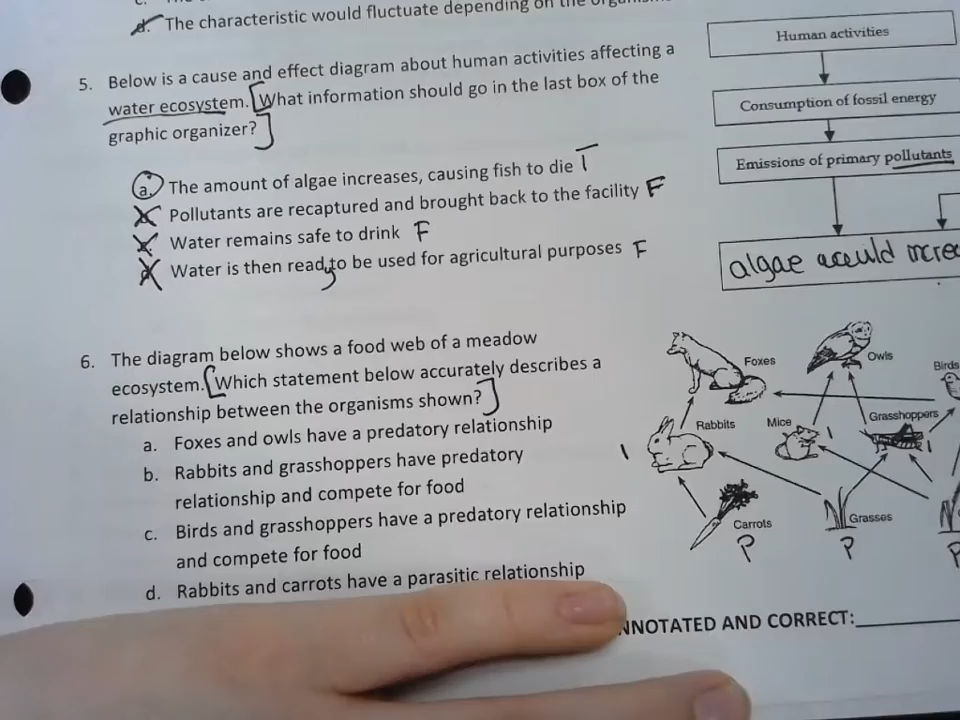 d. The characteristic would fluctuate depending on the
5. Below is a cause and effect diagram about human activities affecting a
water ecosystem. [What information should go in the last box of the
graphic organizer?]
a. The amount of algae increases, causing fish to die T
Pollutants are recaptured and brought back to the facility F
Water remains safe to drink F
Water is then ready to be used for agricultural purposes F
Human activities
Consumption of fossil energy
Emissions of primary pollutants
algae
6. The diagram below shows a food web of a meadow
ecosystem. [Which statement below accurately describes a
relationship between the organisms shown?]
a. Foxes and owls have a predatory relationship
b. Rabbits and grasshoppers have predatory
relationship and compete for food
c. Birds and grasshoppers have a predatory relationship
and compete for food
d. Rabbits and carrots have a parasitic relationship
Foxes
Owls
Birds
1 Rabbits
Mice 1
Grasshoppers 1
Carrots
P
Grasses
P
P
NNOTATED AND CORRECT: